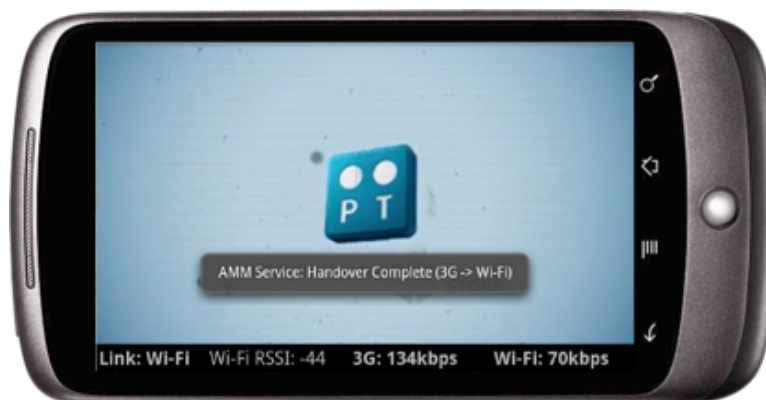 P T
AMM Service: Handover Complete (3G -> Wi-Fi)
Link: Wi-Fi Wi-Fi RSSI: -44 3G: 134kbps Wi-Fi: 70kbps